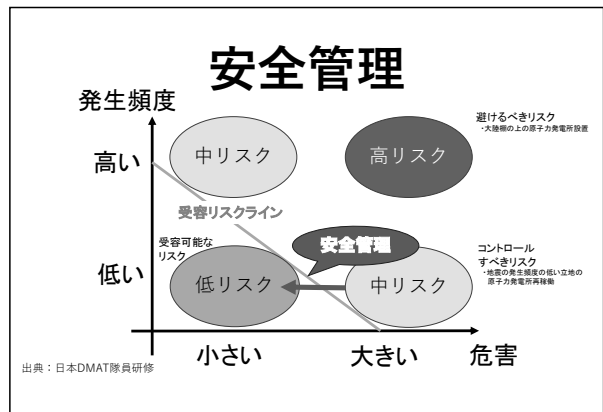 安全管理
発生頻度
高い
低い
中リスク
高リスク
避けるべきリスク
・大陸棚の上の原子力発電所設置
受容リスクライン
受容可能な
リスク
安全管理
低リスク
中リスク
コントロール
すべきリスク
・地震の発生頻度の低い立地の
原子力発電所再稼働
小さい
大きい
危害
出典：日本DMAT隊員研修